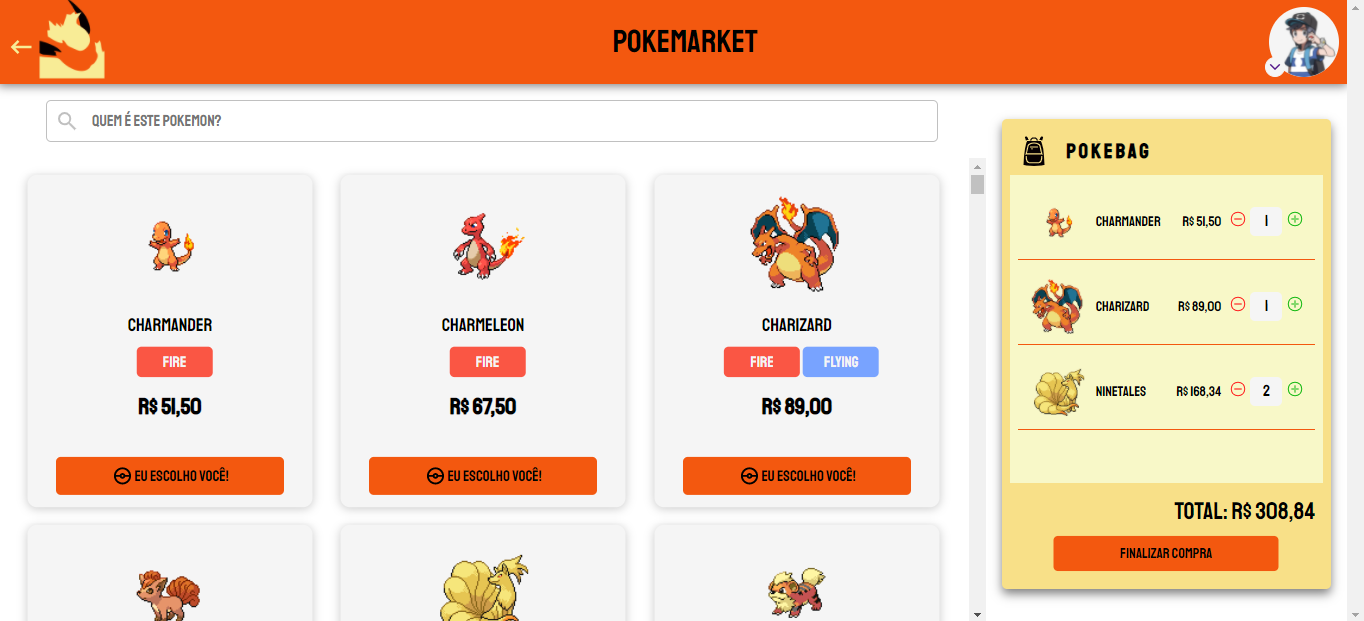 POKEMARKET
QUEM É ESTE POKEMON?
CHARMANDER
FIRE
R$ 51,50
EU ESCOLHO VOCÊ!
CHARMELEON
FIRE
R$ 67,50
EU ESCOLHO VOCÊ!
CHARIZARD
FIRE FLYING
R$ 89,00
EU ESCOLHO VOCÊ!
POKEBAG
CHARMANDER R$ 51,50 1
CHARIZARD R$ 89,00 1
NINETALES R$ 168,34 2
TOTAL: R$ 308,84
FINALIZAR COMPRA